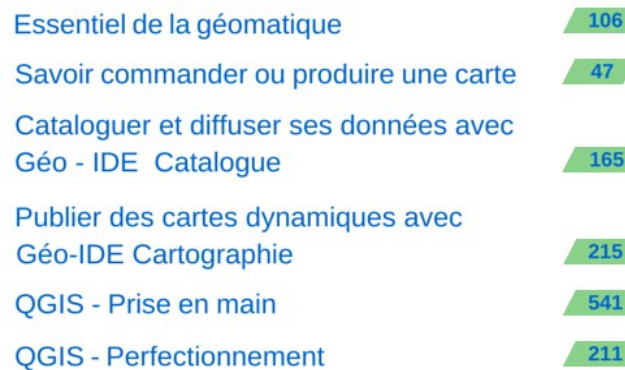 Essentiel de la géomatique 106
Savoir commander ou produire une carte 47
Cataloguer et diffuser ses données avec
Géo - IDE Catalogue 165
Publier des cartes dynamiques avec
Géo-IDE Cartographie 215
QGIS - Prise en main 541
QGIS - Perfectionnement 211